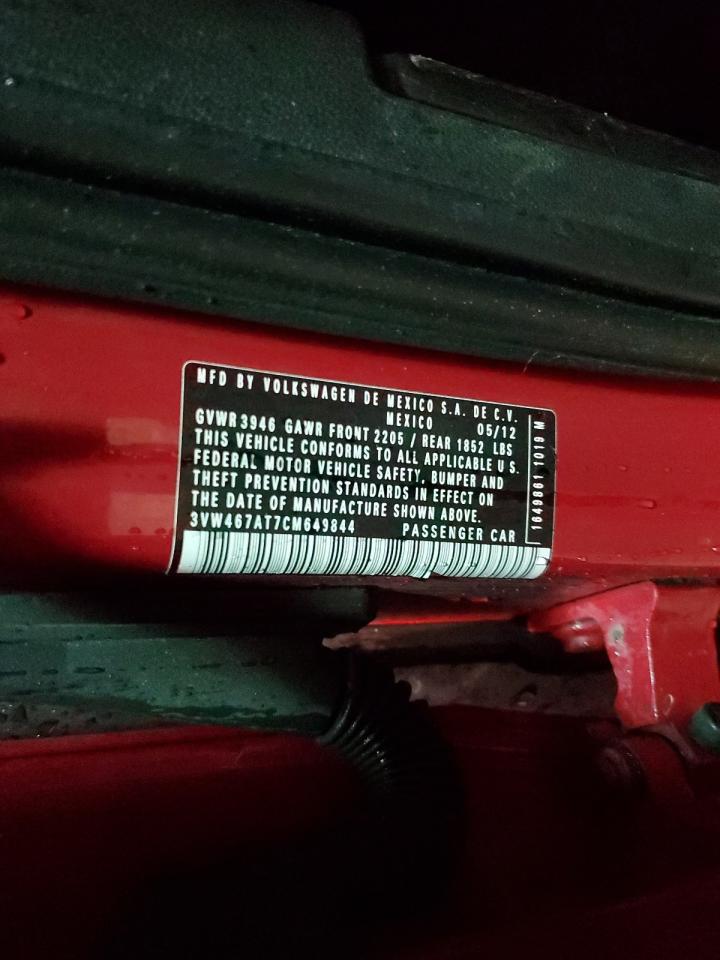 MFD BY VOLKSWAGEN DE MEXICO S.A. DE C.V.
MEXICO 05/12
GVWR 3946 GAWR FRONT 2205 / REAR 1852 LBS
THIS VEHICLE CONFORMS TO ALL APPLICABLE U S.
FEDERAL MOTOR VEHICLE SAFETY, BUMPER AND
THEFT PREVENTION STANDARDS IN EFFECT ON
THE DATE OF MANUFACTURE SHOWN ABOVE.
3VW467AT7CM649844 PASSENGER CAR
1649861 1019 M